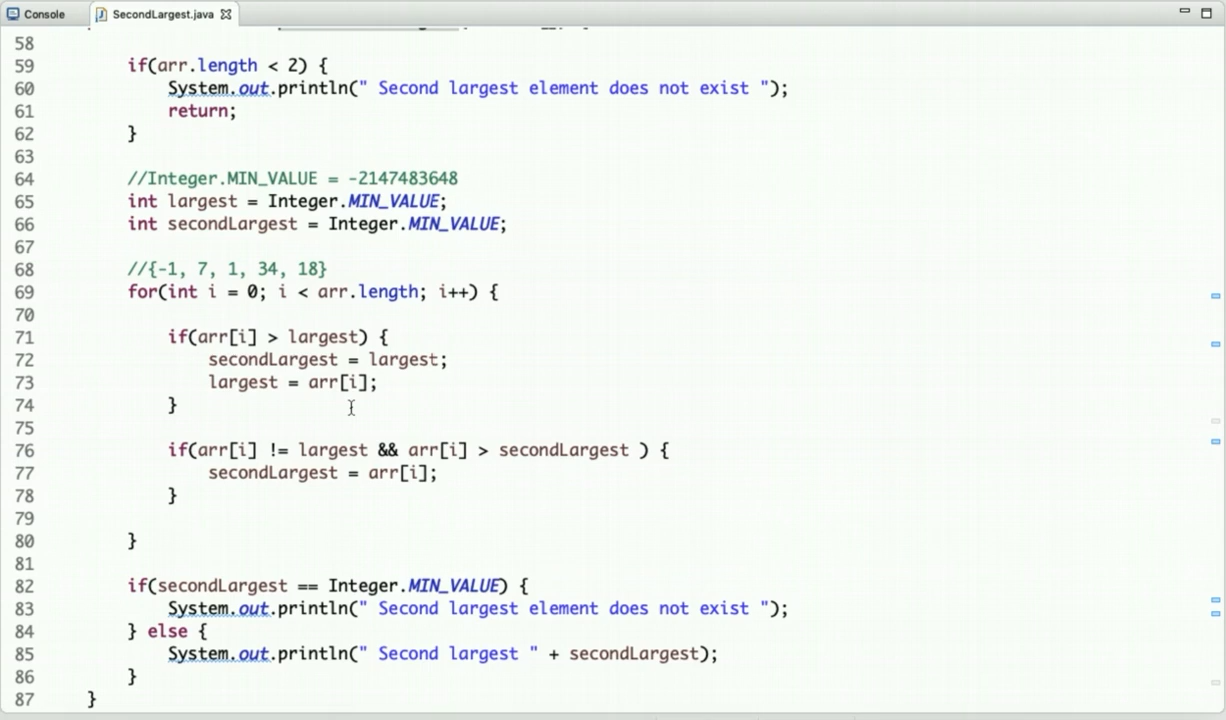 Console SecondLargest.java
58
59 if(arr.length < 2) {
60 System.out.println(" Second largest element does not exist ");
61 return;
62 }
63
64 //Integer.MIN_VALUE = -2147483648
65 int largest = Integer.MIN_VALUE;
66 int secondLargest = Integer.MIN_VALUE;
67
68 //{-1, 7, 1, 34, 18}
69 for(int i = 0; i < arr.length; i++) {
70
71 if(arr[i] > largest) {
72 secondLargest = largest;
73 largest = arr[i];
74 }
75
76 if(arr[i] != largest && arr[i] > secondLargest ) {
77 secondLargest = arr[i];
78 }
79
80 }
81
82 if(secondLargest == Integer.MIN_VALUE) {
83 System.out.println(" Second largest element does not exist ");
84 } else {
85 System.out.println(" Second largest " + secondLargest);
86 }
87 }